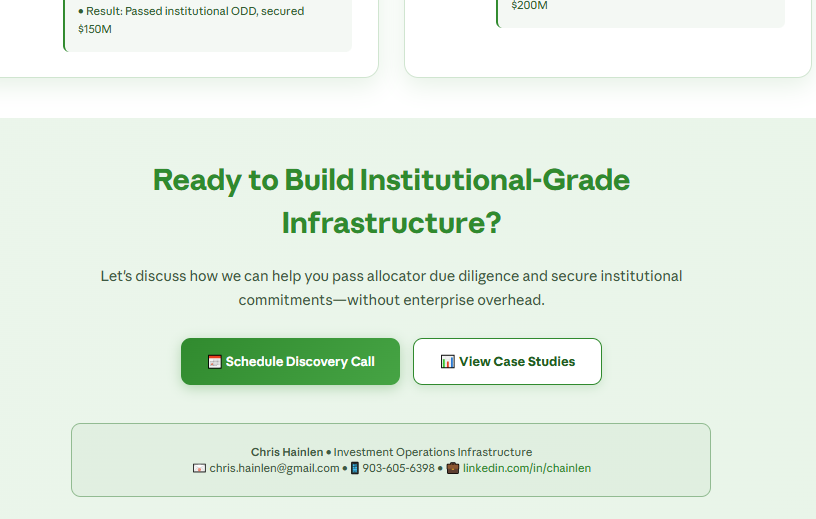 • Result: Passed institutional ODD, secured
$150M
$200M
Ready to Build Institutional-Grade
Infrastructure?
Let's discuss how we can help you pass allocator due diligence and secure institutional
commitments—without enterprise overhead.
Schedule Discovery Call
View Case Studies
Chris Hainlen • Investment Operations Infrastructure
chris.hainlen@gmail.com • 903-605-6398 • linkedin.com/in/chainlen